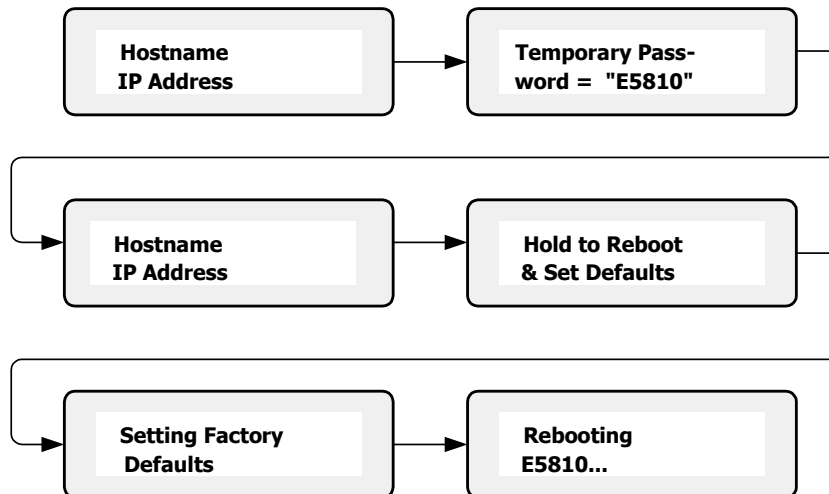 Hostname
IP Address
Temporary Pass-
word = "E5810"
Hostname
IP Address
Hold to Reboot
& Set Defaults
Setting Factory
Defaults
Rebooting
E5810...